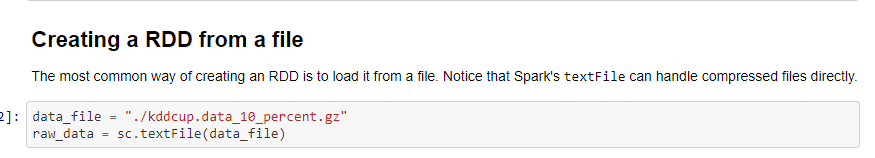 Creating a RDD from a file
The most common way of creating an RDD is to load it from a file. Notice that Spark's textFile can handle compressed files directly.
2]: data_file = "./kddcup.data_10_percent.gz"
raw_data = sc.textFile(data_file)